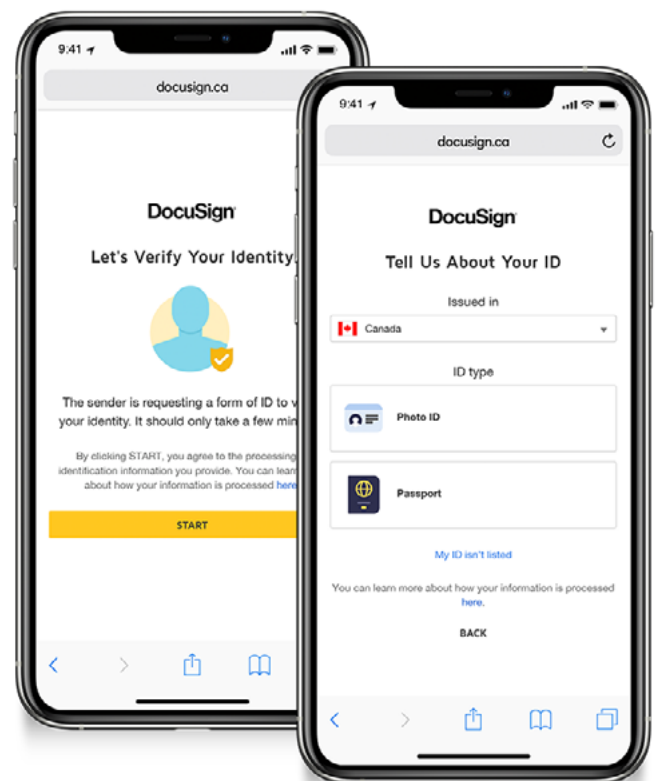 9:41
docusign.ca
DocuSign
Let's Verify Your Identity
The sender is requesting a form of ID to
your identity. It should only take a few
By clicking START, you agree to the processing
identification information you provide. You can
about how your information is processed here
START
9:41
docusign.ca
DocuSign
Tell Us About Your ID
Issued in
Canada
ID type
Photo ID
Passport
My ID isn't listed
You can learn more about how your information is processed
here.
BACK